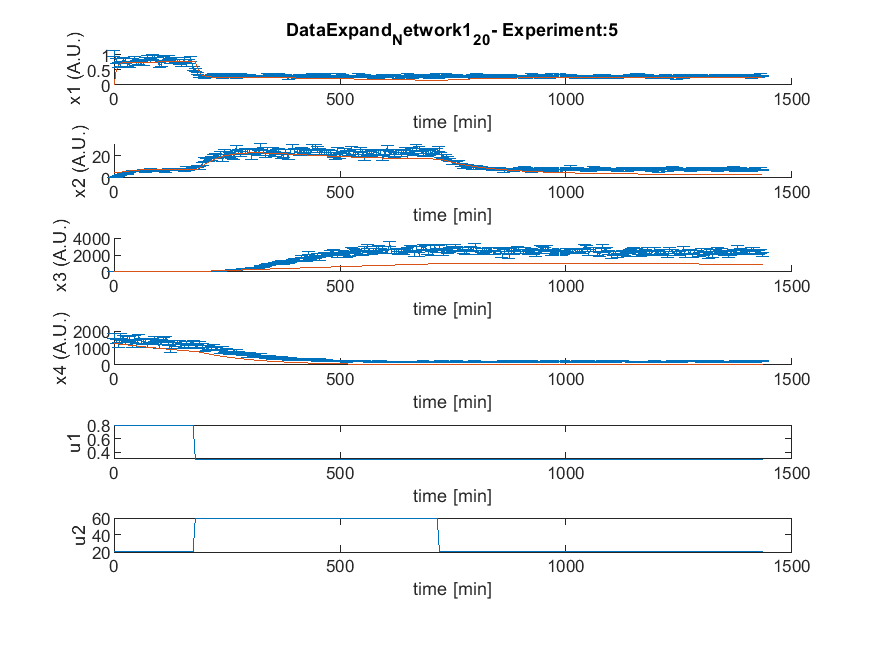 DataExpand_Network1_20- Experiment:5
1
0.5
0
x1 (A.U.)
0 500 1000 1500
time [min]
20
0
x2 (A.U.)
0 500 1000 1500
time [min]
4000
2000
0
x3 (A.U.)
0 500 1000 1500
time [min]
2000
1000
0
x4 (A.U.)
0 500 1000 1500
time [min]
0.8
0.6
0.4
u1
0 500 1000 1500
time [min]
60
40
20
u2
0 500 1000 1500
time [min]